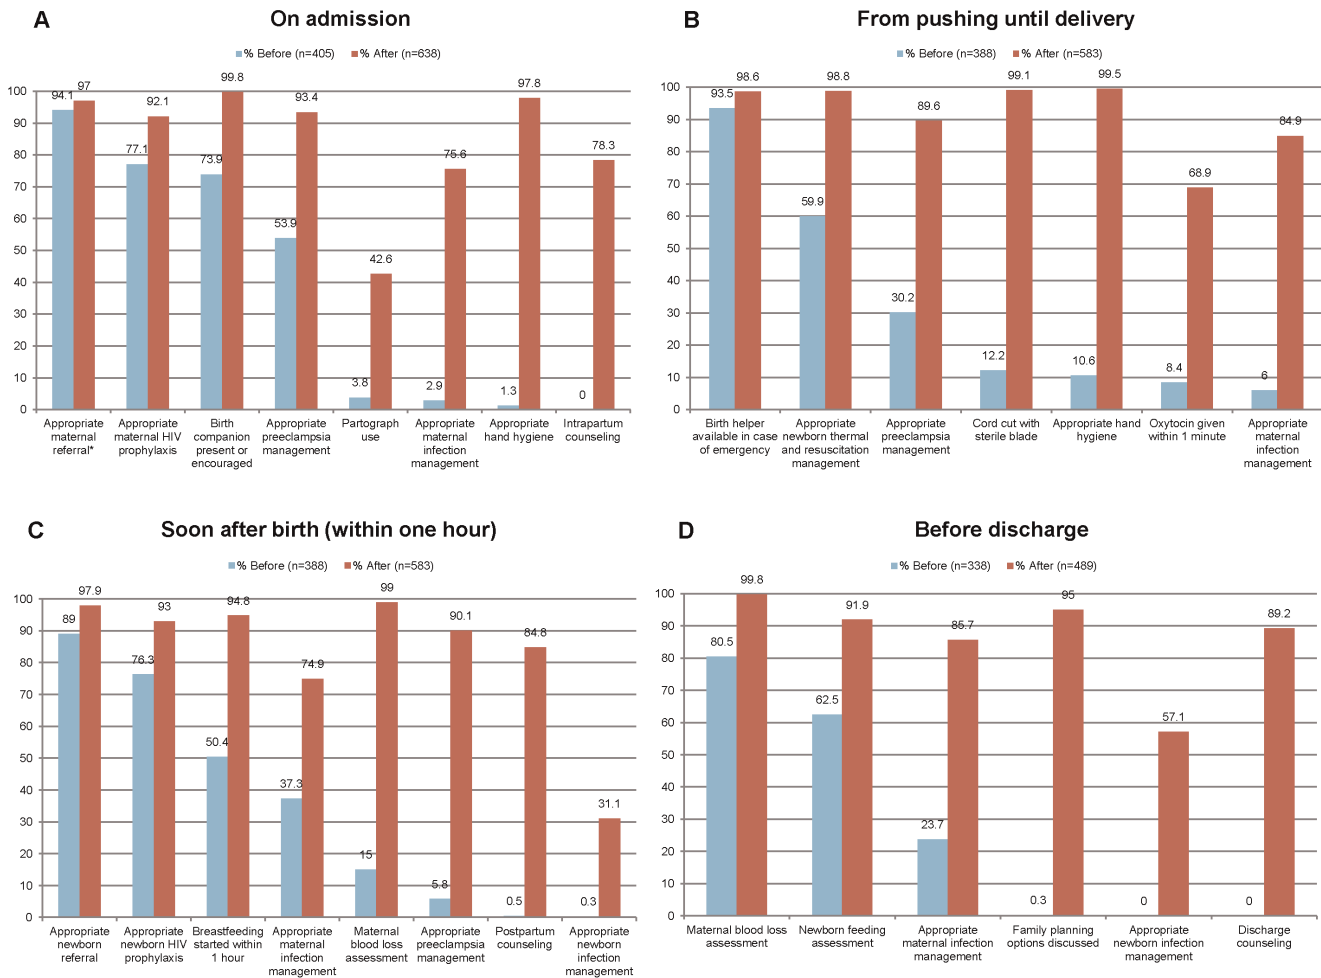 A
On admission
% Before (n=405) % After (n=638)
94.1 97 77.1 92.1 73.9 99.8 53.9 93.4 3.8 42.6 2.9 75.6 1.3 97.8 0 78.3
100
90
80
70
60
50
40
30
20
10
0
Appropriate maternal referral*
Appropriate maternal HIV prophylaxis
Birth companion present or encouraged
Appropriate preeclampsia management
Partograph use
Appropriate maternal infection management
Appropriate hand hygiene
Intrapartum counseling
B
From pushing until delivery
% Before (n=388) % After (n=583)
93.5 98.6 59.9 98.8 30.2 89.6 12.2 99.1 10.6 99.5 8.4 68.9 6 84.9
100
90
80
70
60
50
40
30
20
10
0
Birth helper available in case of emergency
Appropriate newborn thermal and resuscitation management
Appropriate preeclampsia management
Cord cut with sterile blade
Appropriate hand hygiene
Oxytocin given within 1 minute
Appropriate maternal infection management
C
Soon after birth (within one hour)
% Before (n=388) % After (n=583)
89 97.9 76.3 93 50.4 94.8 37.3 74.9 15 99 5.8 90.1 0.5 84.8 0.3 31.1
100
90
80
70
60
50
40
30
20
10
0
Appropriate newborn referral
Appropriate newborn HIV prophylaxis
Breastfeeding started within 1 hour
Appropriate maternal infection management
Maternal blood loss assessment
Appropriate preeclampsia management
Postpartum counseling
Appropriate newborn infection management
D
Before discharge
% Before (n=338) % After (n=489)
80.5 99.8 62.5 91.9 23.7 85.7 0.3 95 0 57.1 0 89.2
100
90
80
70
60
50
40
30
20
10
0
Maternal blood loss assessment
Newborn feeding assessment
Appropriate maternal infection management
Family planning options discussed
Appropriate newborn infection management
Discharge counseling